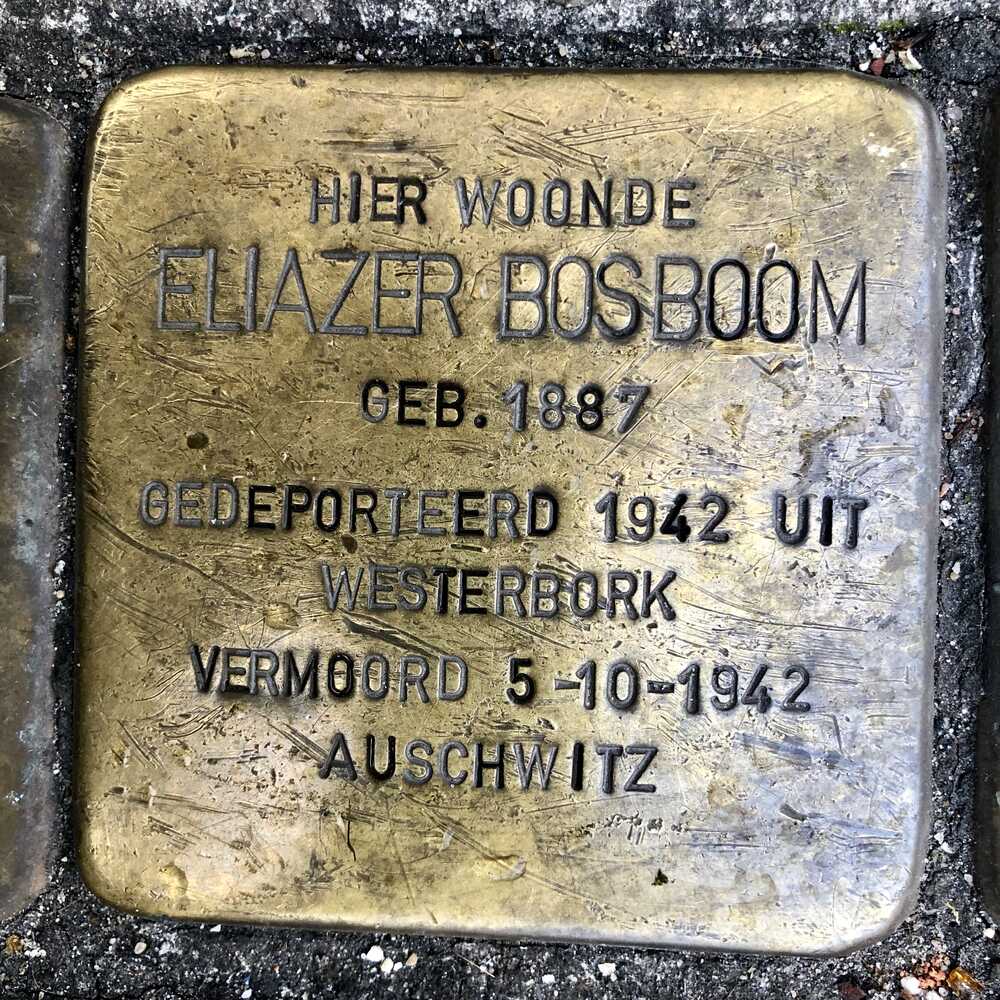 HIER WOONDE
ELIAZER BOSBOOM
GEB. 1887
GEDEPORTEERD 1942 UIT
WESTERBORK
VERMOORD 5-10-1942
AUSCHWITZ